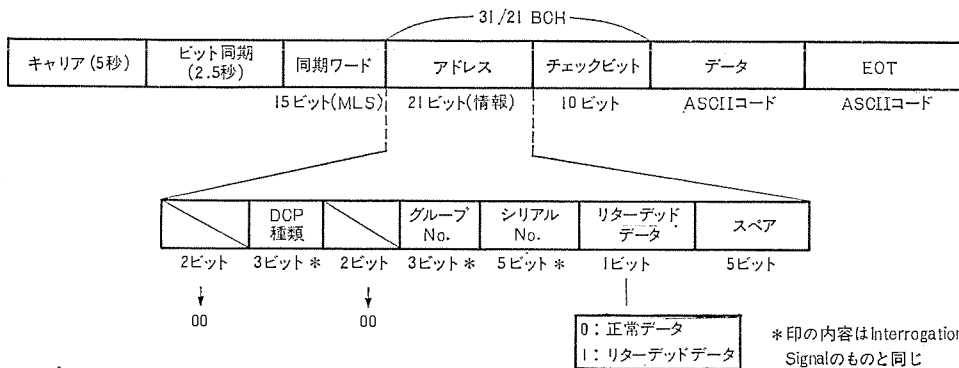 31/21 BCH
キャリア(5秒)
ビット同期
(2.5秒)
同期ワード
アドレス
チェックビット
データ
EOT
15ビット(MLS)
21ビット(情報)
10ビット
ASCIIコード
ASCIIコード
DCP
種類
グループ
No.
シリアル
No.
リターデッド
データ
スペア
2ビット
3ビット*
2ビット
3ビット*
5ビット*
1ビット
5ビット
00
00
0:正常データ
1:リターデッドデータ
*印の内容はInterrogation
Signalのものと同じ